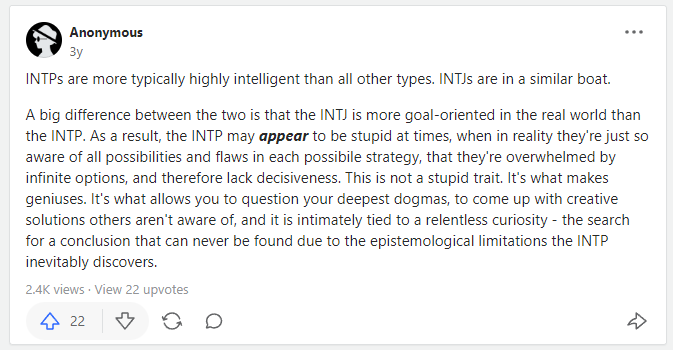 Anonymous
3y
INTPs are more typically highly intelligent than all other types. INTJs are in a similar boat.
A big difference between the two is that the INTJ is more goal-oriented in the real world than
the INTP. As a result, the INTP may appear to be stupid at times, when in reality they're just so
aware of all possibilities and flaws in each possibile strategy, that they're overwhelmed by
infinite options, and therefore lack decisiveness. This is not a stupid trait. It's what makes
geniuses. It's what allows you to question your deepest dogmas, to come up with creative
solutions others aren't aware of, and it is intimately tied to a relentless curiosity - the search
for a conclusion that can never be found due to the epistemological limitations the INTP
inevitably discovers.
2.4K views · View 22 upvotes
22